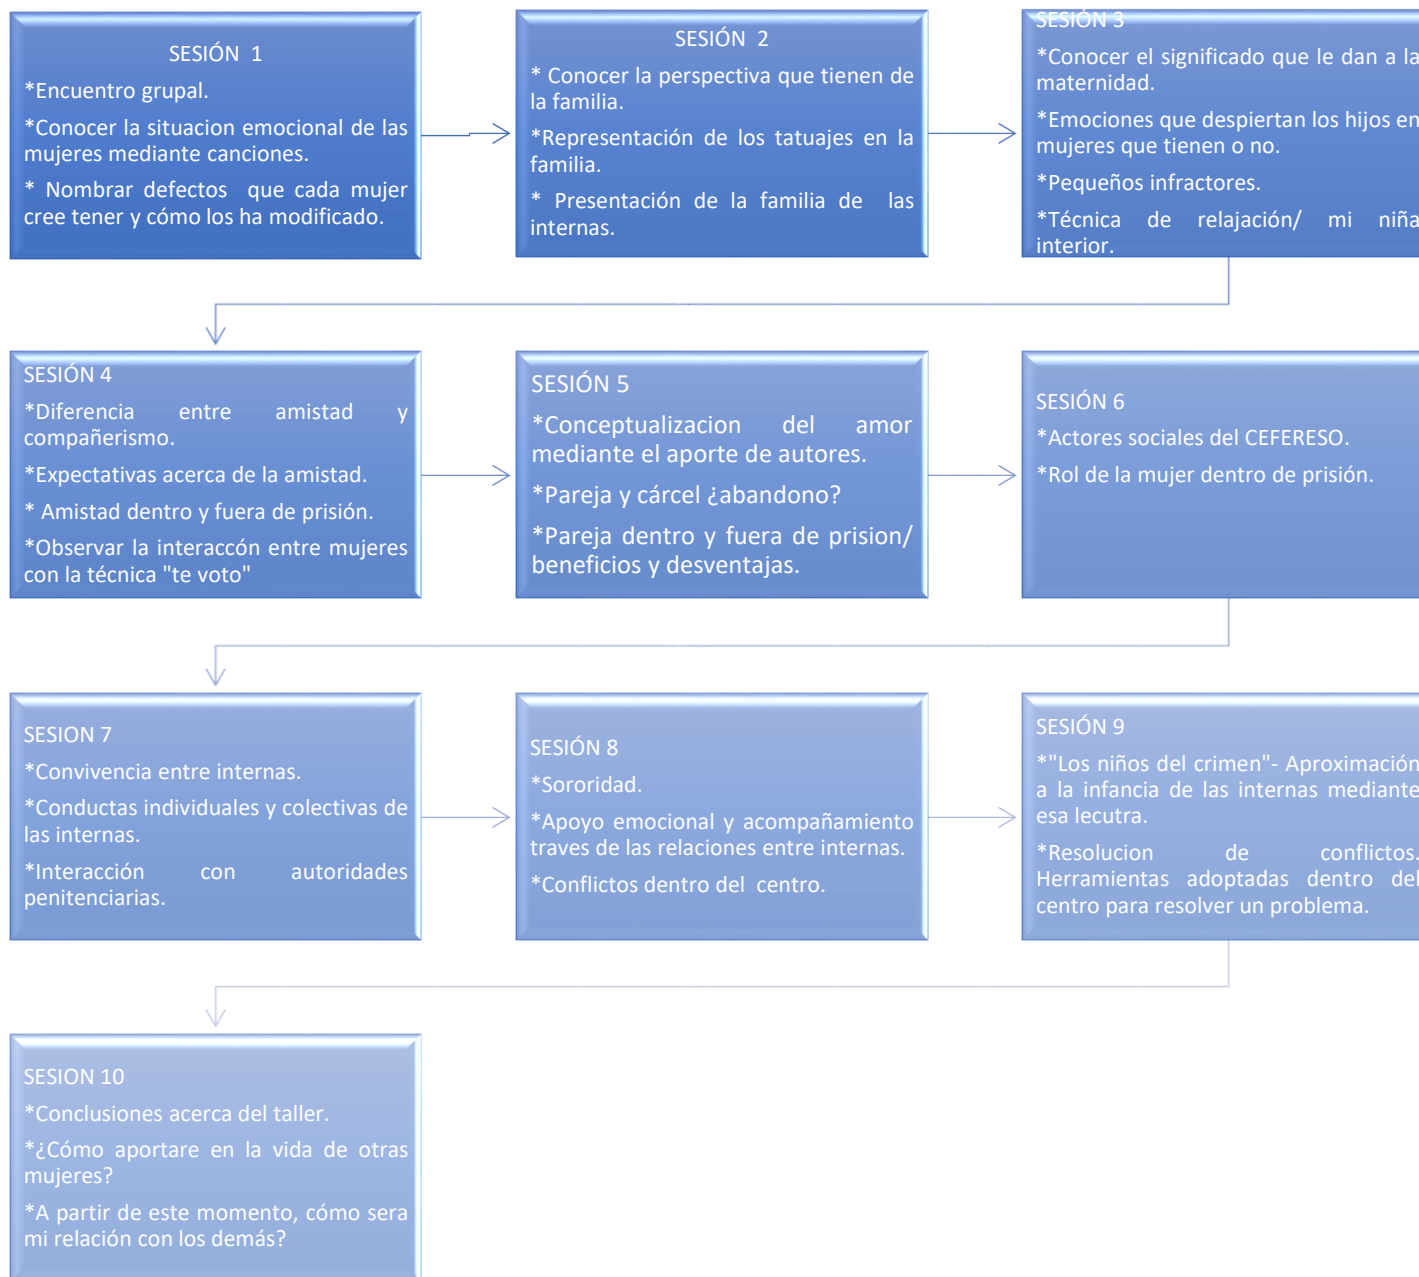 SESIÓN 1
*Encuentro grupal.
*Conocer la situacion emocional de las
mujeres mediante canciones.
* Nombrar defectos que cada mujer
cree tener y cómo los ha modificado.
SESIÓN 2
* Conocer la perspectiva que tienen de
la familia.
*Representación de los tatuajes en la
familia.
* Presentación de la familia de las
internas.
SESIÓN 3
*Conocer el significado que le dan a la
maternidad.
*Emociones que despiertan los hijos en
mujeres que tienen o no.
*Pequeños infractores.
*Técnica de relajación/ mi niña
interior.
SESIÓN 4
*Diferencia entre amistad y
compañerismo.
*Expectativas acerca de la amistad.
* Amistad dentro y fuera de prisión.
*Observar la interaccón entre mujeres
con la técnica "te voto"
SESIÓN 5
*Conceptualizacion del amor
mediante el aporte de autores.
*Pareja y cárcel ¿abandono?
*Pareja dentro y fuera de prision/
beneficios y desventajas.
SESIÓN 6
*Actores sociales del CEFERESO.
*Rol de la mujer dentro de prisión.
SESION 7
*Convivencia entre internas.
*Conductas individuales y colectivas de
las internas.
*Interacción con autoridades
penitenciarias.
SESIÓN 8
*Sororidad.
*Apoyo emocional y acompañamiento
traves de las relaciones entre internas.
*Conflictos dentro del centro.
SESIÓN 9
*"Los niños del crimen"- Aproximación
a la infancia de las internas mediante
esa lecutra.
*Resolucion de conflictos.
Herramientas adoptadas dentro del
centro para resolver un problema.
SESION 10
*Conclusiones acerca del taller.
*¿Cómo aportare en la vida de otras
mujeres?
*A partir de este momento, cómo sera
mi relación con los demás?